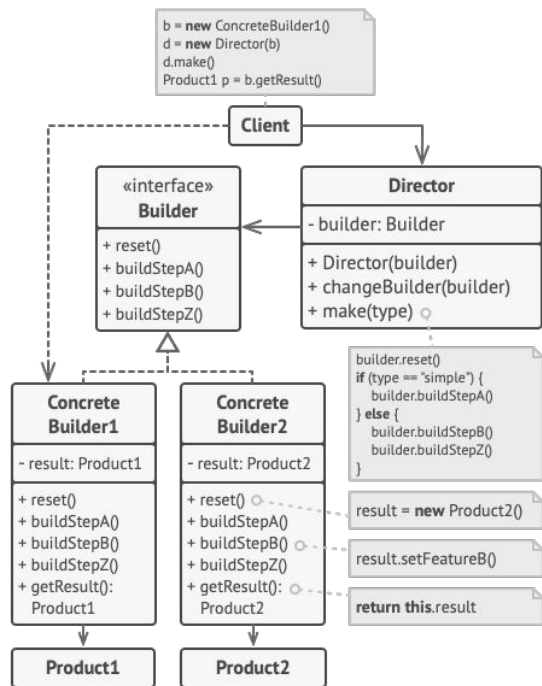 b = new ConcreteBuilder1()
d = new Director(b)
d.make()
Product1 p = b.getResult()
Client
«interface»
Builder
+ reset()
+ buildStepA()
+ buildStepB()
+ buildStepZ()
Director
- builder: Builder
+ Director(builder)
+ changeBuilder(builder)
+ make(type)
builder.reset()
if (type == "simple") {
builder.buildStepA()
} else {
builder.buildStepB()
builder.buildStepZ()
}
Concrete
Builder1
- result: Product1
+ reset()
+ buildStepA()
+ buildStepB()
+ buildStepZ()
+ getResult():
Product1
Concrete
Builder2
- result: Product2
+ reset()
+ buildStepA()
+ buildStepB()
+ buildStepZ()
+ getResult():
Product2
result = new Product2()
result.setFeatureB()
return this.result
Product1
Product2